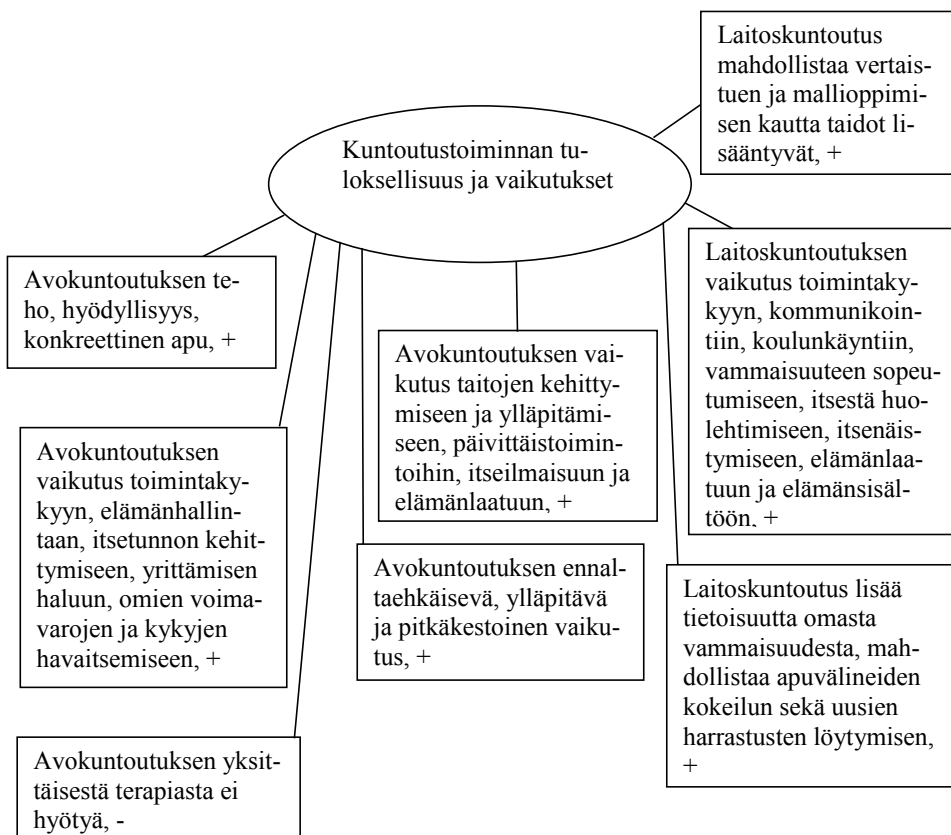 Laitoskuntoutus
mahdollistaa vertais-
tuen ja mallioppimi-
sen kautta taidot li-
sääntyvät, +
Kuntoutustoiminnan tu-
loksellisuus ja vaikutukset
Avokuntoutuksen te-
ho, hyödyllisyys,
konkreettinen apu, +
Laitoskuntoutuksen
vaikutus toimintaky-
kyyn, kommunikoin-
tiin, koulunkäyntiin,
vammaisuuteen sopeu-
tumiseen, itsestä huo-
lehtimiseen, itsenäis-
tymiseen, elämänlaa-
tuun ja elämänsisäl-
töön, +
Avokuntoutuksen vai-
kutus taitojen kehitty-
miseen ja ylläpitämi-
seen, päivittäistoimin-
toihin, itseilmaisuun ja
elämänlaatuun, +
Avokuntoutuksen
vaikutus toimintaky-
kyyn, elämänhallin-
taan, itsetunnon kehit-
tymiseen, yrittämisen
haluun, omien voima-
varojen ja kykyjen
havaitsemiseen, +
Avokuntoutuksen ennal-
taehkäisevä, ylläpitävä
ja pitkäkestoinen vaiku-
tus, +
Laitoskuntoutus lisää
tietoisuutta omasta
vammaisuudesta, mah-
dollistaa apuvälineiden
kokeilun sekä uusien
harrastusten löytymisen,
+
Avokuntoutuksen yksit-
täisestä terapiasta ei
hyötyä, -